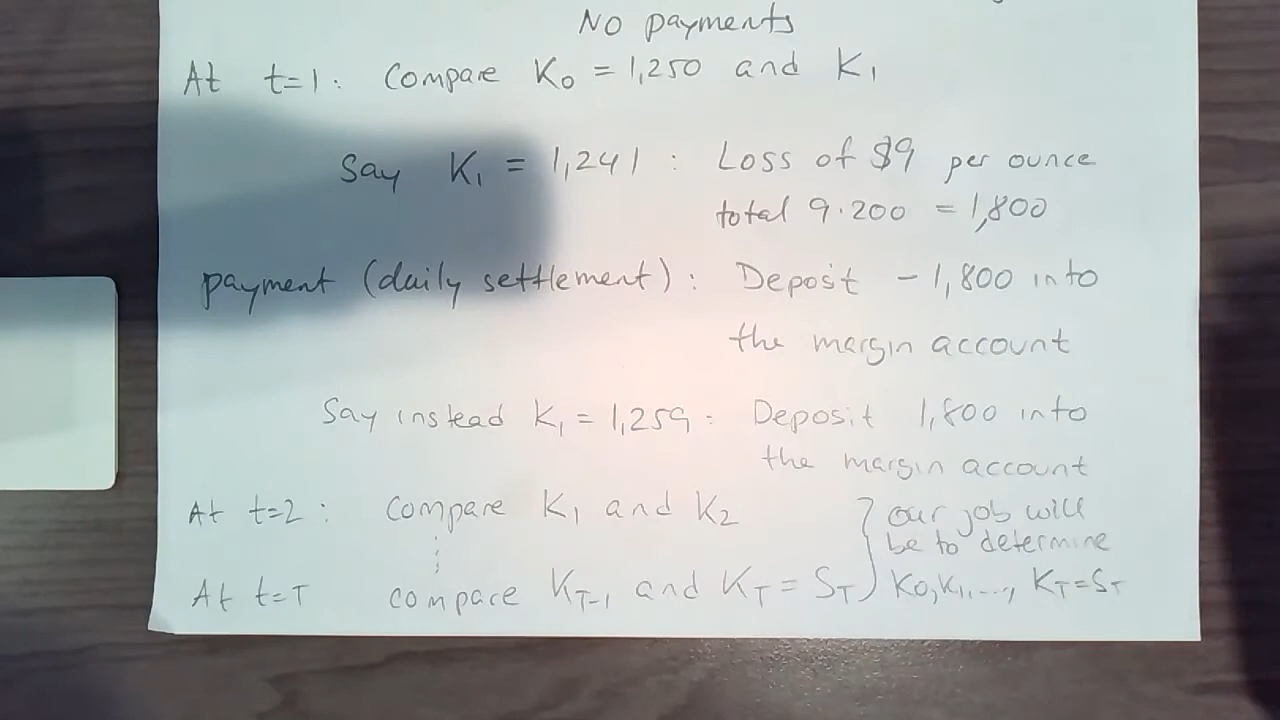 No payments
At t=1: Compare K₀ = 1,250 and K₁
Say K₁ = 1,241 : Loss of $9 per ounce
total 9·200 = 1,800
payment (daily settlement): Deposit -1,800 into
the margin account
Say instead K₁ = 1,259: Deposit 1,800 into
the margin account
At t=2: compare K₁ and K₂
our job will
be to determine
At t=T compare K_T-1 and K_T = S_T) K₀,K₁,..., K_T=S_T